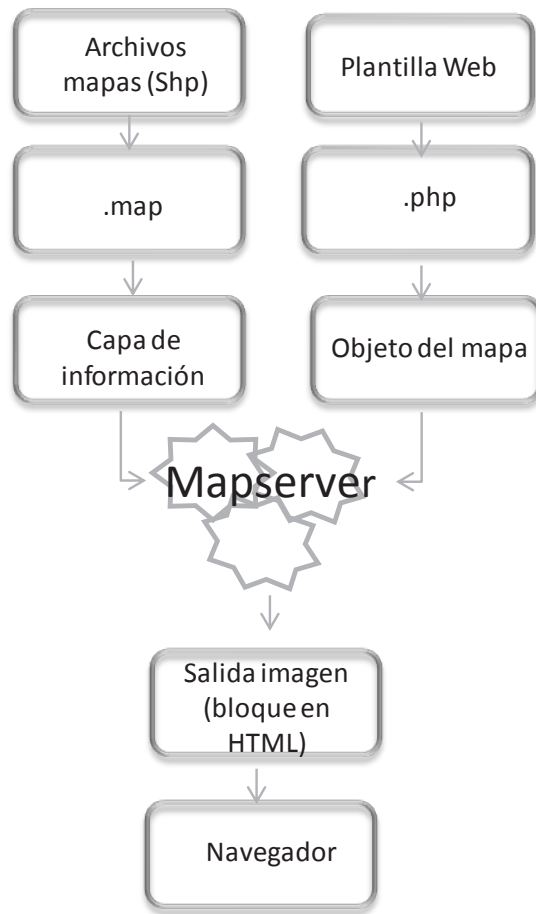 Archivos
mapas (Shp)
.map
Capa de
información
Plantilla Web
.php
Objeto del mapa
Mapserver
Salida imagen
(bloque en
HTML)
Navegador